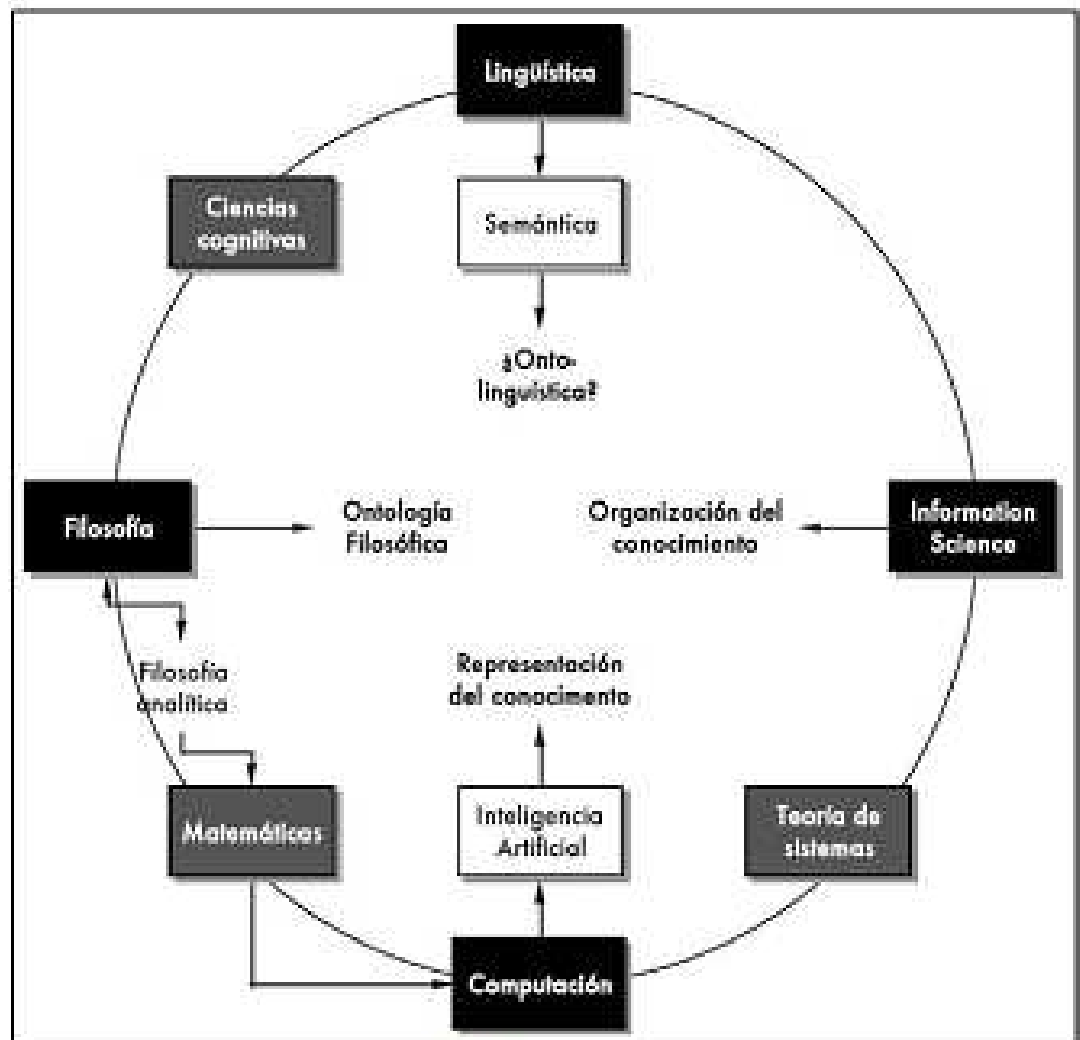 Lingüística
Ciencias
cognitivas
Semántica
¿Onto-
linguística?
Filosofía
Ontología
Filosófica
Organización del
conocimiento
Information
Science
Filosofía
analítica
Representación
del conocimento
Matemáticas
Inteligencia
Artificial
Teoría de
sistemas
Computación